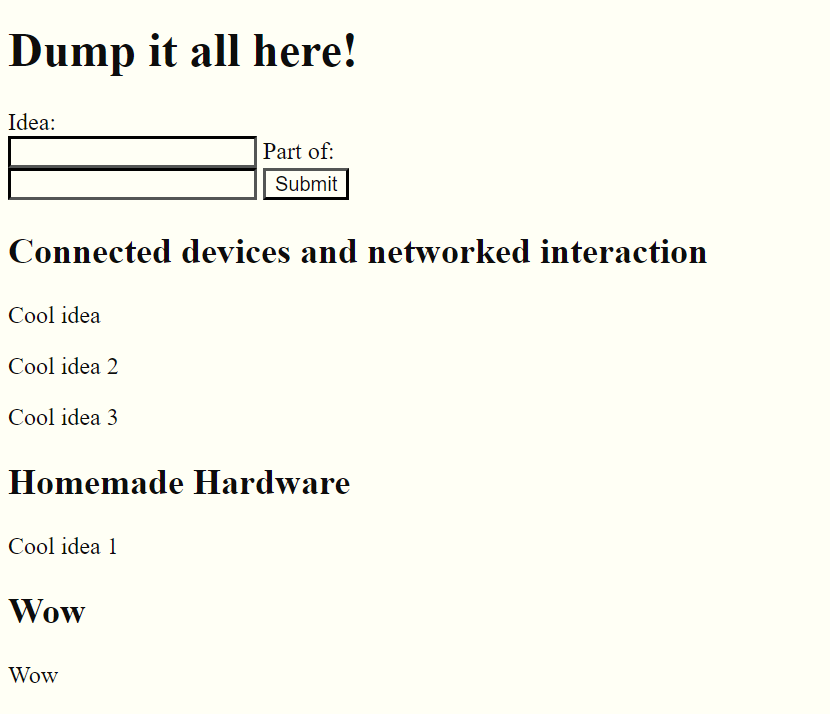 Dump it all here!
Idea:
Part of:
Submit
Connected devices and networked interaction
Cool idea
Cool idea 2
Cool idea 3
Homemade Hardware
Cool idea 1
Wow
Wow